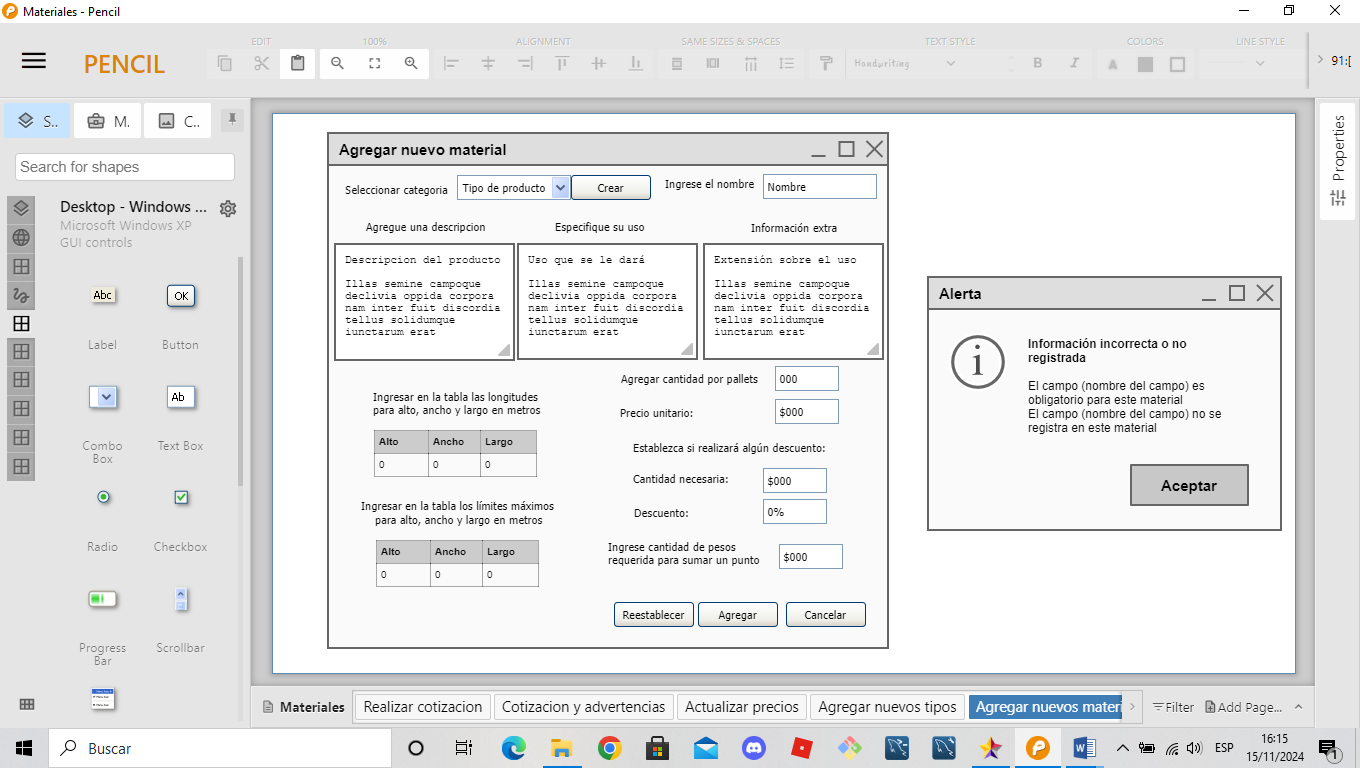 Materiales - Pencil
PENCIL
EDIT
100%
ALIGNMENT
SAME SIZES & SPACES
TEXT STYLE
COLORS
LINE STYLE
Handwriting
B
I
A
91:[
S..
M.
C..
Search for shapes
Desktop - Windows ...
Microsoft Windows XP
GUI controls
Abc
OK
Label
Button
Ab
Combo
Box
Text Box
Radio
Checkbox
Progress
Bar
Scrollbar
Agregar nuevo material
Seleccionar categoria
Tipo de producto
Crear
Ingrese el nombre
Nombre
Agregue una descripcion
Especifique su uso
Información extra
Descripcion del producto
Illas semine campoque
declivia oppida corpora
nam inter fuit discordia
tellus solidumque
iunctarum erat
Uso que se le dará
Illas semine campoque
declivia oppida corpora
nam inter fuit discordia
tellus solidumque
iunctarum erat
Extensión sobre el uso
Illas semine campoque
declivia oppida corpora
nam inter fuit discordia
tellus solidumque
iunctarum erat
Ingresar en la tabla las longitudes
para alto, ancho y largo en metros
Alto Ancho Largo
0 0 0
Ingresar en la tabla los límites máximos
para alto, ancho y largo en metros
Alto Ancho Largo
0 0 0
Agregar cantidad por pallets
000
Precio unitario:
$000
Establezca si realizará algún descuento:
Cantidad necesaria:
$000
Descuento:
0%
Ingrese cantidad de pesos
requerida para sumar un punto
$000
Reestablecer
Agregar
Cancelar
Alerta
i
Información incorrecta o no
registrada
El campo (nombre del campo) es
obligatorio para este material
El campo (nombre del campo) no se
registra en este material
Aceptar
Properties
Materiales
Realizar cotizacion
Cotizacion y advertencias
Actualizar precios
Agregar nuevos tipos
Agregar nuevos materi
Filter
Add Page...
Buscar
ESP
16:15
15/11/2024
1